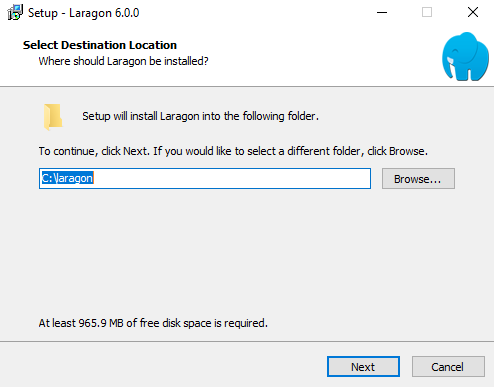 Setup - Laragon 6.0.0
Select Destination Location
Where should Laragon be installed?
Setup will install Laragon into the following folder.
To continue, click Next. If you would like to select a different folder, click Browse.
C:\laragon
Browse...
At least 965.9 MB of free disk space is required.
Next
Cancel